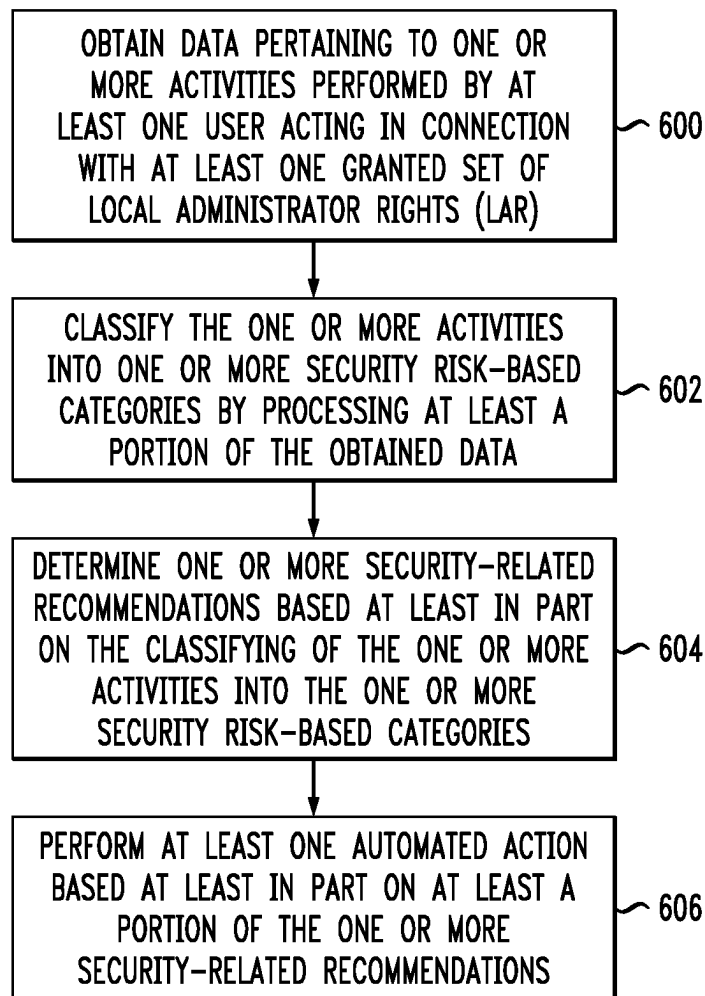 OBTAIN DATA PERTAINING TO ONE OR
MORE ACTIVITIES PERFORMED BY AT
LEAST ONE USER ACTING IN CONNECTION
WITH AT LEAST ONE GRANTED SET OF
LOCAL ADMINISTRATOR RIGHTS (LAR)
600
CLASSIFY THE ONE OR MORE ACTIVITIES
INTO ONE OR MORE SECURITY RISK-BASED
CATEGORIES BY PROCESSING AT LEAST A
PORTION OF THE OBTAINED DATA
602
DETERMINE ONE OR MORE SECURITY-RELATED
RECOMMENDATIONS BASED AT LEAST IN PART
ON THE CLASSIFYING OF THE ONE OR MORE
ACTIVITIES INTO THE ONE OR MORE
SECURITY RISK-BASED CATEGORIES
604
PERFORM AT LEAST ONE AUTOMATED ACTION
BASED AT LEAST IN PART ON AT LEAST A
PORTION OF THE ONE OR MORE
SECURITY-RELATED RECOMMENDATIONS
606